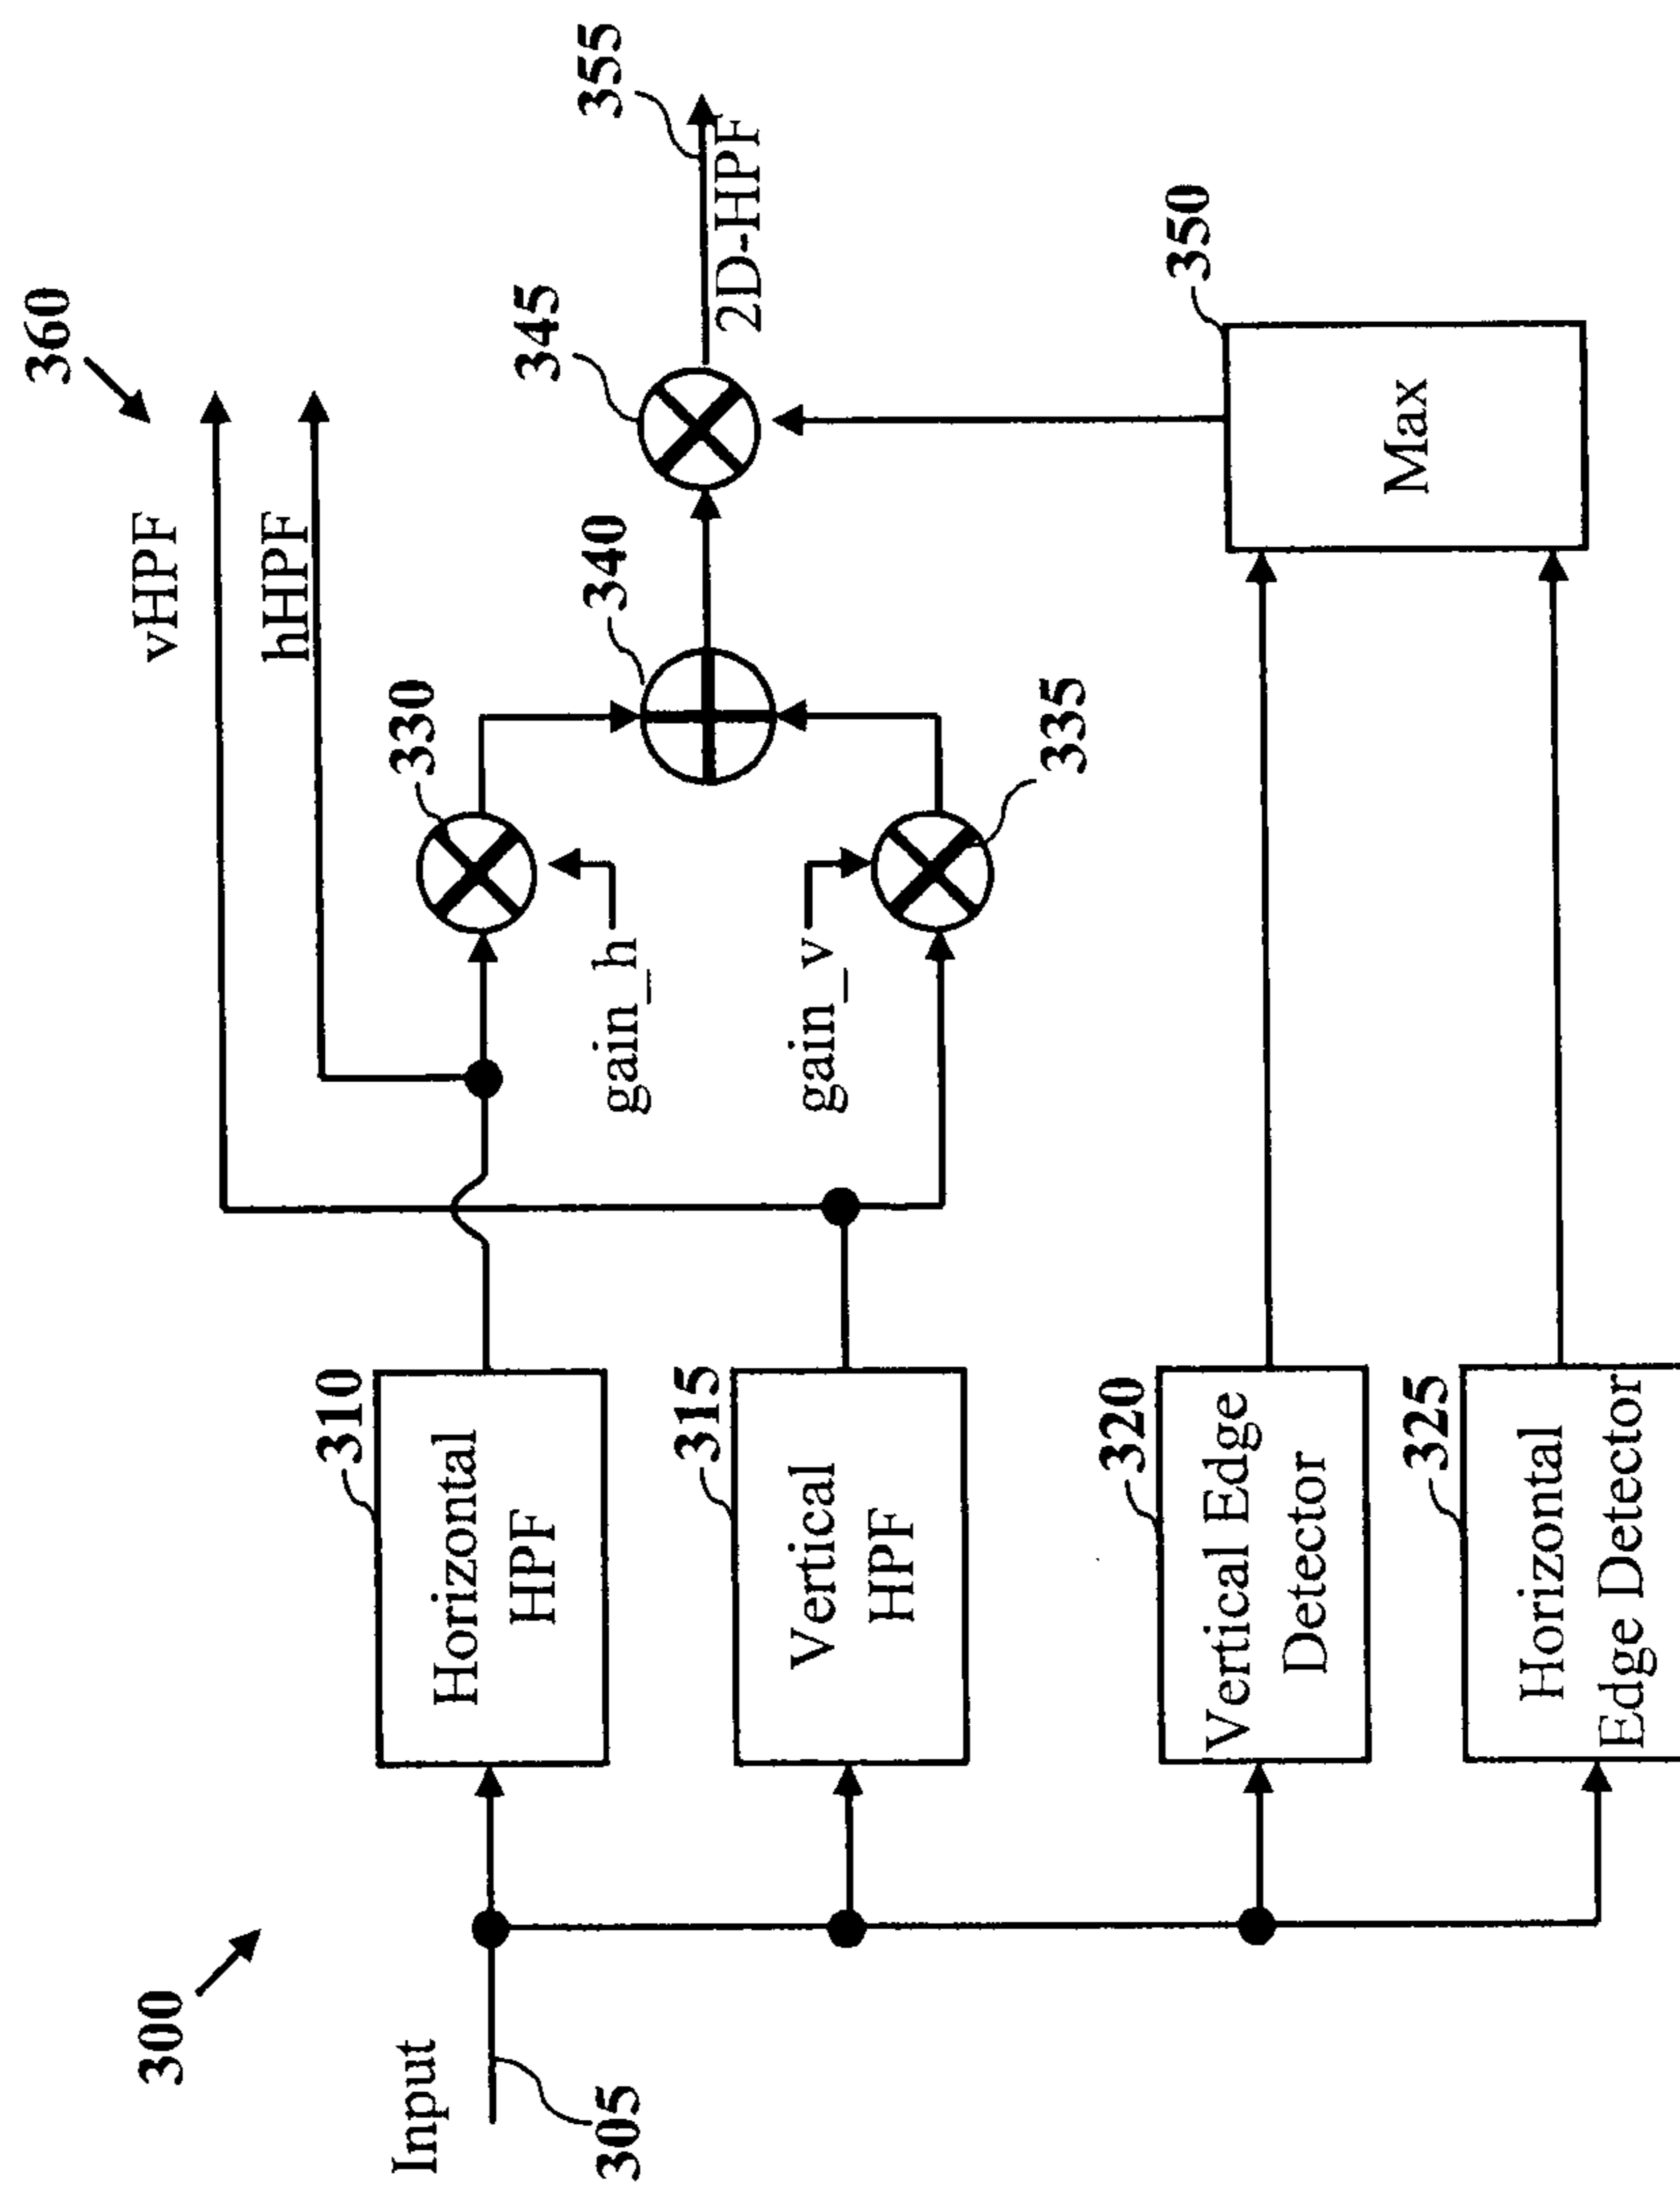 300
360
vHPF
hHPF
Input
305
310
Horizontal
HPF
330
gain_h
340
345
355
2D-HPF
315
Vertical
HPF
gain_v
335
320
Vertical Edge
Detector
350
Max
325
Horizontal
Edge Detector